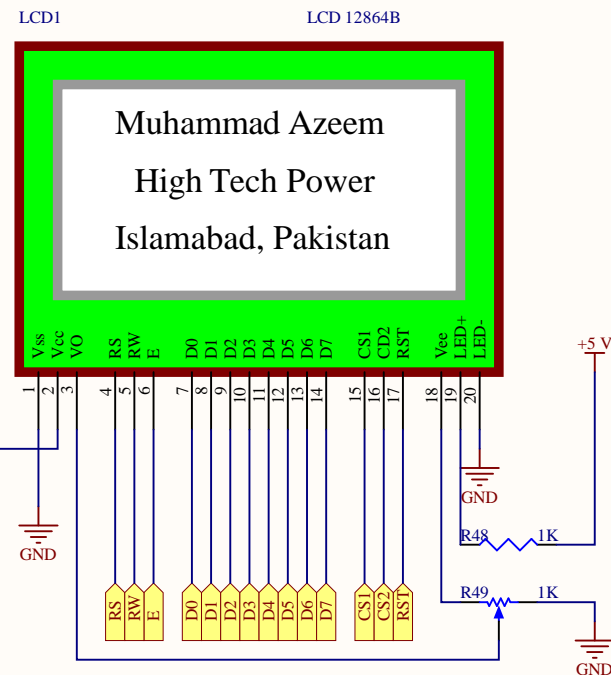 LCD1 LCD 12864B
Muhammad Azeem
High Tech Power
Islamabad, Pakistan
Vss Vcc VO RS RW E D0 D1 D2 D3 D4 D5 D6 D7 CS1 CD2 RST Vee LED+ LED-
1 2 3 4 5 6 7 8 9 10 11 12 13 14 15 16 17 18 19 20
+5 V
GND
R48 1K
GND
R49 1K
RS RW E D0 D1 D2 D3 D4 D5 D6 D7 CS1 CS2 RST
GND